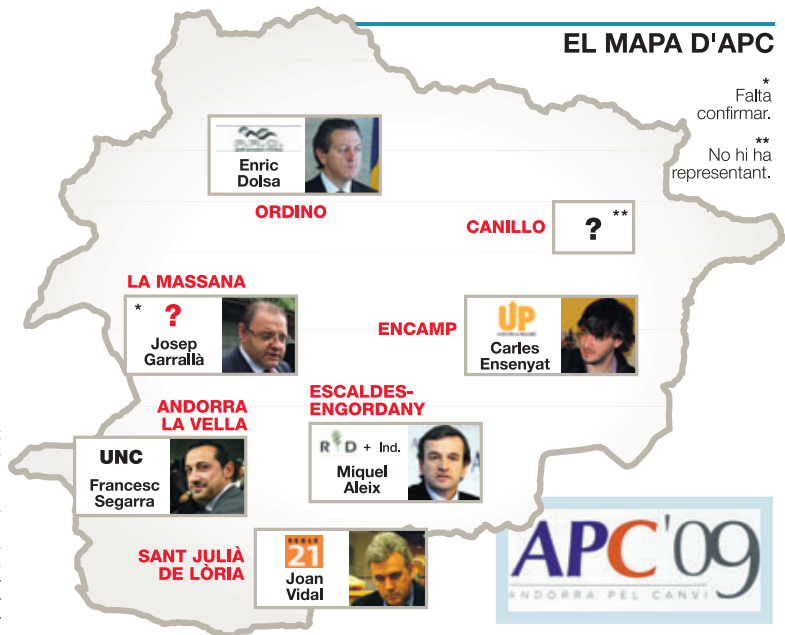 EL MAPA D'APC
*
Falta
confirmar.
**
No hi ha
representant.
Enric
Dolsa
ORDINO
CANILLO
? **
LA MASSANA
* ?
Josep
Garrallà
ENCAMP
UP
Carles
Ensenyat
ANDORRA
LA VELLA
UNC
Francesc
Segarra
ESCALDES-
ENGORDANY
R D + Ind.
Miquel
Aleix
SANT JULIÀ
DE LÒRIA
SEGLE
21
Joan
Vidal
APC'09
ANDORRA PEL CANVI